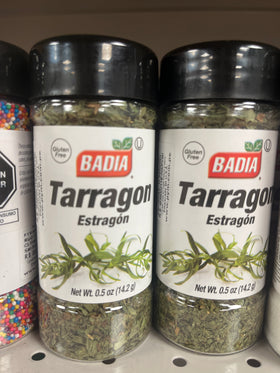 Gluten
Free
U
BADIA®
Tarragon
Estragón
Net Wt. 0.5 oz (14.2 g)
Gluten
Free
U
BADIA®
Tarragon
Estragón
Net Wt. 0.5 oz (14.2 g)